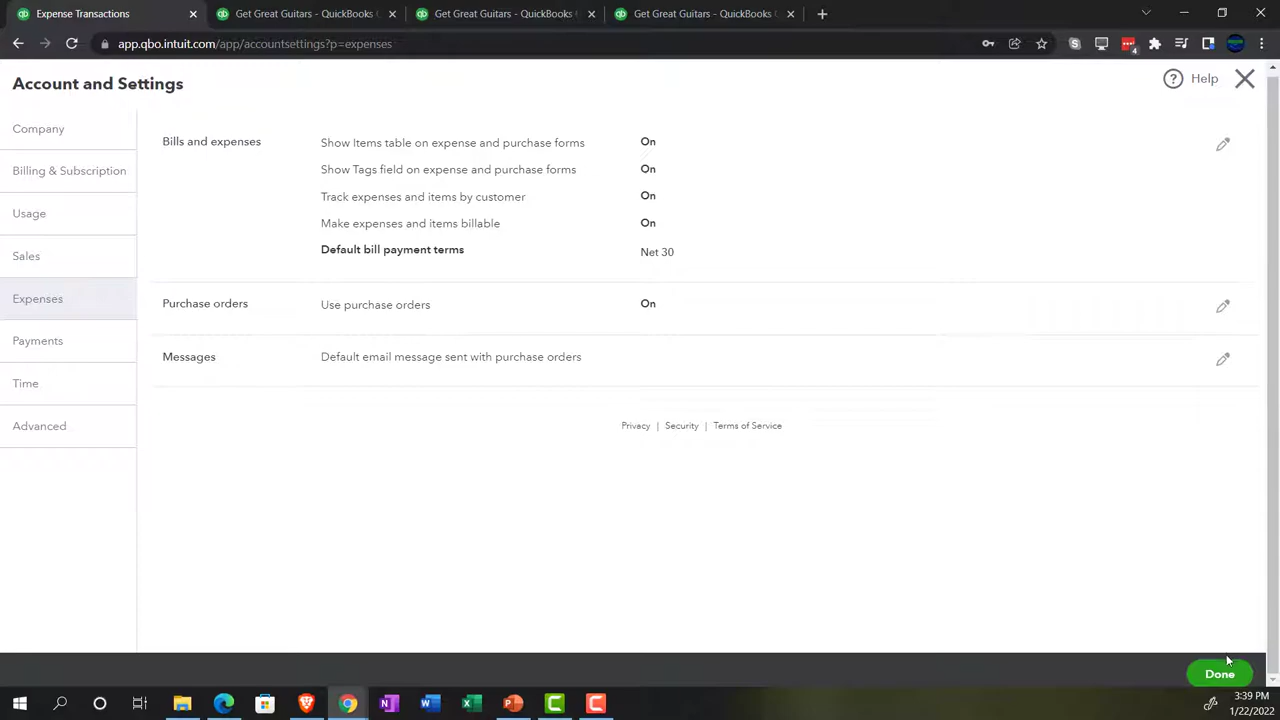 Expense Transactions
Get Great Guitars - QuickBooks
Get Great Guitars - QuickBooks
Get Great Guitars - QuickBooks
app.qbo.intuit.com/app/accountsettings?p=expenses
4
Account and Settings
? Help
Company
Billing & Subscription
Usage
Sales
Expenses
Payments
Time
Advanced
Bills and expenses
Show Items table on expense and purchase forms On
Show Tags field on expense and purchase forms On
Track expenses and items by customer On
Make expenses and items billable On
Default bill payment terms Net 30
Purchase orders Use purchase orders On
Messages Default email message sent with purchase orders
Privacy | Security | Terms of Service
Done
3:39 PM
1/22/2022